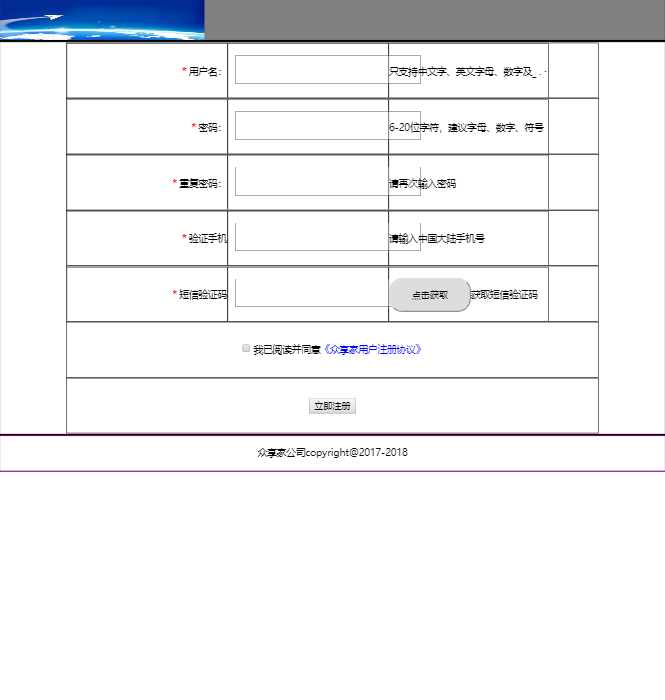 * 用户名：	只支持中文字、英文字母、数字及_ . ·
* 密码：	6-20位字符，建议字母、数字、符号
* 重复密码：	请再次输入密码
* 验证手机	请输入中国大陆手机号
* 短信验证码	点击获取 获取短信验证码
我已阅读并同意《众享家用户注册协议》
立即注册
众享家公司copyright@2017-2018